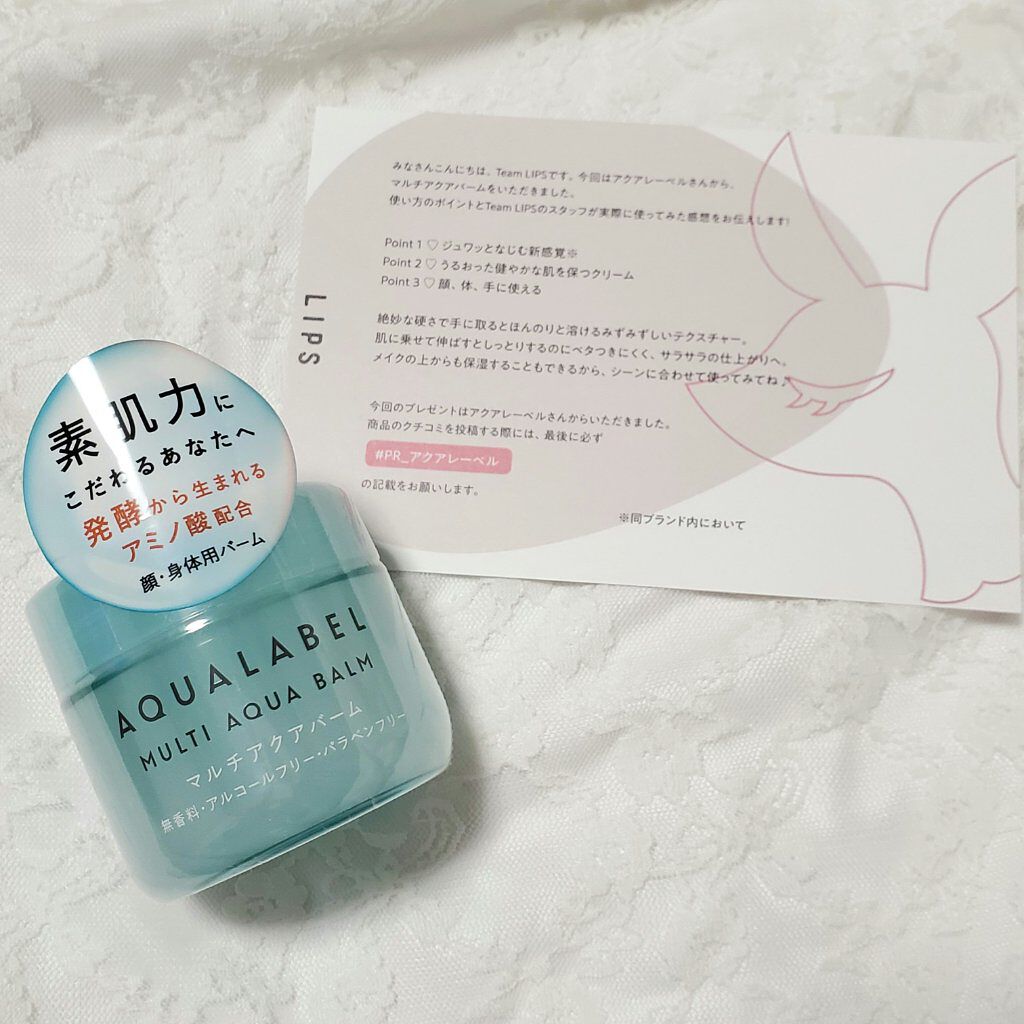 みなさんこんにちは。Team LIPSです。今回はアクアレーベルさんから、
マルチアクアバームをいただきました。
使い方のポイントとTeam LIPSのスタッフが実際に使ってみた感想をお伝えします!
Point 1 ♡ ジュワッとなじむ新感覚※
Point 2 ♡ うるおった健やかな肌を保つクリーム
Point 3 ♡ 顔、体、手に使える
LIPS
絶妙な硬さで手に取るとほんのりと溶けるみずみずしいテクスチャー。
肌に乗せて伸ばすとしっとりするのにベタつきにくく、サラサラの仕上がりへ。
メイクの上からも保湿することもできるから、シーンに合わせて使ってみてね♪
今回のプレゼントはアクアレーベルさんからいただきました。
商品のクチコミを投稿する際には、最後に必ず
#PR_アクアレーベル
の記載をお願いします。
※同ブランド内において
素肌力に
こだわるあなたへ
発酵から生まれる
アミノ酸配合
顔・身体用バーム
AQUALABEL
MULTI AQUA BALM
マルチアクアバーム
無香料・アルコールフリー・パラベンフリー